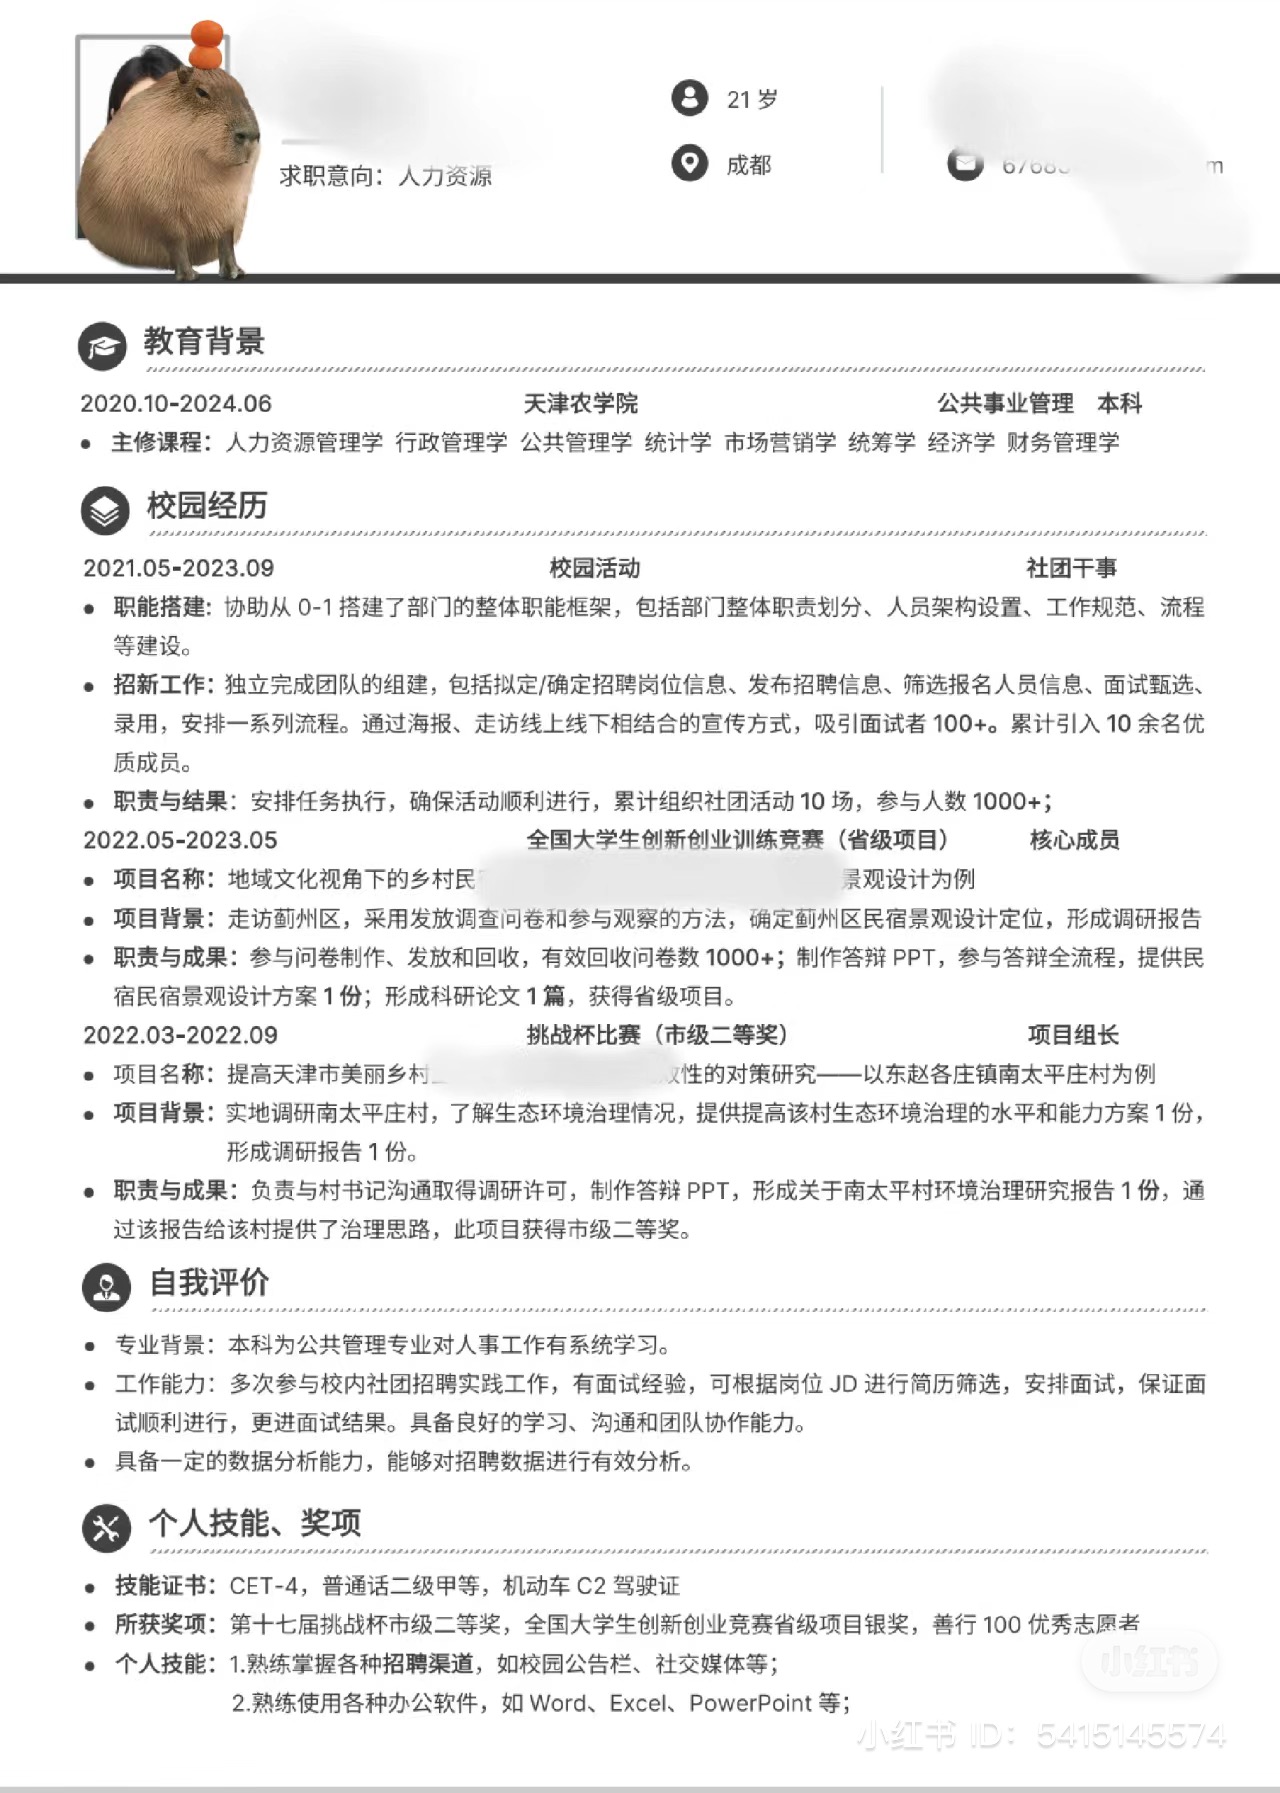 21 岁
求职意向：人力资源
成都
教育背景
2020.10-2024.06 天津农学院 公共事业管理 本科
● 主修课程：人力资源管理学 行政管理学 公共管理学 统计学 市场营销学 统筹学 经济学 财务管理学
校园经历
2021.05-2023.09 校园活动 社团干事
● 职能搭建：协助从 0-1 搭建了部门的整体职能框架，包括部门整体职责划分、人员架构设置、工作规范、流程
等建设。
● 招新工作：独立完成团队的组建，包括拟定/确定招聘岗位信息、发布招聘信息、筛选报名人员信息、面试甄选、
录用，安排一系列流程。通过海报、走访线上线下相结合的宣传方式，吸引面试者 100+。累计引入 10 余名优
质成员。
● 职责与结果：安排任务执行，确保活动顺利进行，累计组织社团活动 10 场，参与人数 1000+；
2022.05-2023.05 全国大学生创新创业训练竞赛（省级项目） 核心成员
● 项目名称：地域文化视角下的乡村民 景观设计为例
● 项目背景：走访蓟州区，采用发放调查问卷和参与观察的方法，确定蓟州区民宿景观设计定位，形成调研报告
● 职责与成果：参与问卷制作、发放和回收，有效回收问卷数 1000+；制作答辩 PPT，参与答辩全流程，提供民
宿民宿景观设计方案 1 份；形成科研论文 1 篇，获得省级项目。
2022.03-2022.09 挑战杯比赛（市级二等奖） 项目组长
● 项目名称：提高天津市美丽乡村 性的对策研究——以东赵各庄镇南太平庄村为例
● 项目背景：实地调研南太平庄村，了解生态环境治理情况，提供提高该村生态环境治理的水平和能力方案 1 份，
形成调研报告 1 份。
● 职责与成果：负责与村书记沟通取得调研许可，制作答辩 PPT，形成关于南太平村环境治理研究报告 1 份，通
过该报告给该村提供了治理思路，此项目获得市级二等奖。
自我评价
● 专业背景：本科为公共管理专业对人事工作有系统学习。
● 工作能力：多次参与校内社团招聘实践工作，有面试经验，可根据岗位 JD 进行简历筛选，安排面试，保证面
试顺利进行，更进面试结果。具备良好的学习、沟通和团队协作能力。
● 具备一定的数据分析能力，能够对招聘数据进行有效分析。
个人技能、奖项
● 技能证书：CET-4，普通话二级甲等，机动车 C2 驾驶证
● 所获奖项：第十七届挑战杯市级二等奖，全国大学生创新创业竞赛省级项目银奖，善行 100 优秀志愿者
● 个人技能：1.熟练掌握各种招聘渠道，如校园公告栏、社交媒体等；
2.熟练使用各种办公软件，如 Word、Excel、PowerPoint 等；
小红书
小红书 ID：5415145574